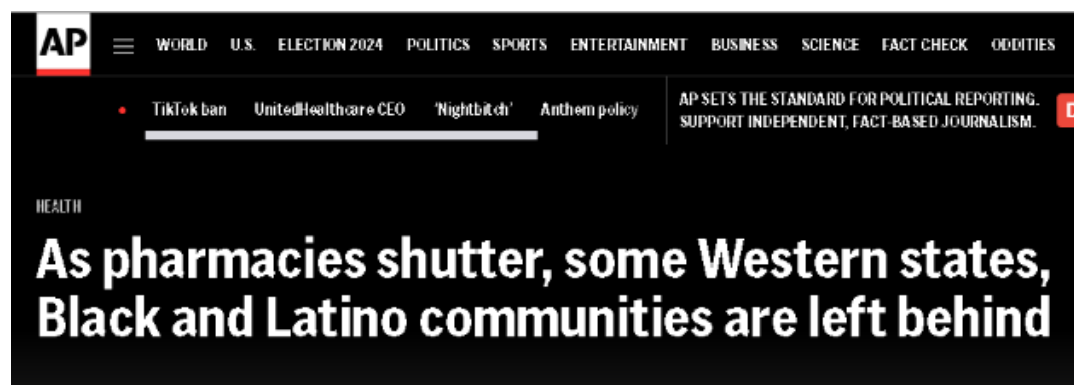 AP
WORLD U.S. ELECTION 2024 POLITICS SPORTS ENTERTAINMENT BUSINESS SCIENCE FACT CHECK ODDITIES
TikTok ban UnitedHealthcare CEO 'Nightbitch' Anthem policy
AP SETS THE STANDARD FOR POLITICAL REPORTING.
SUPPORT INDEPENDENT, FACT-BASED JOURNALISM.
HEALTH
As pharmacies shutter, some Western states,
Black and Latino communities are left behind